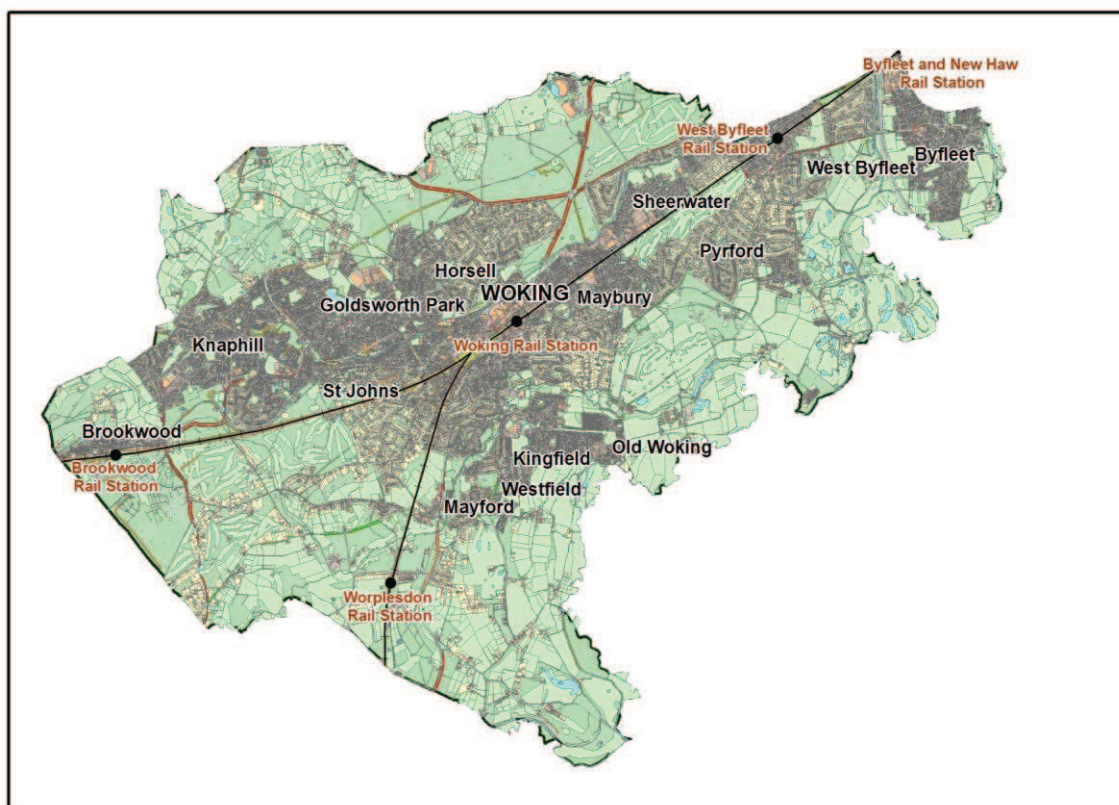 Byfleet and New Haw
Rail Station
West Byfleet
Rail Station
Byfleet
West Byfleet
Sheerwater
Pyrford
Horsell
WOKING
Maybury
Goldsworth Park
Woking Rail Station
Knaphill
St Johns
Brookwood
Brookwood
Rail Station
Old Woking
Kingfield
Westfield
Mayford
Worplesdon
Rail Station